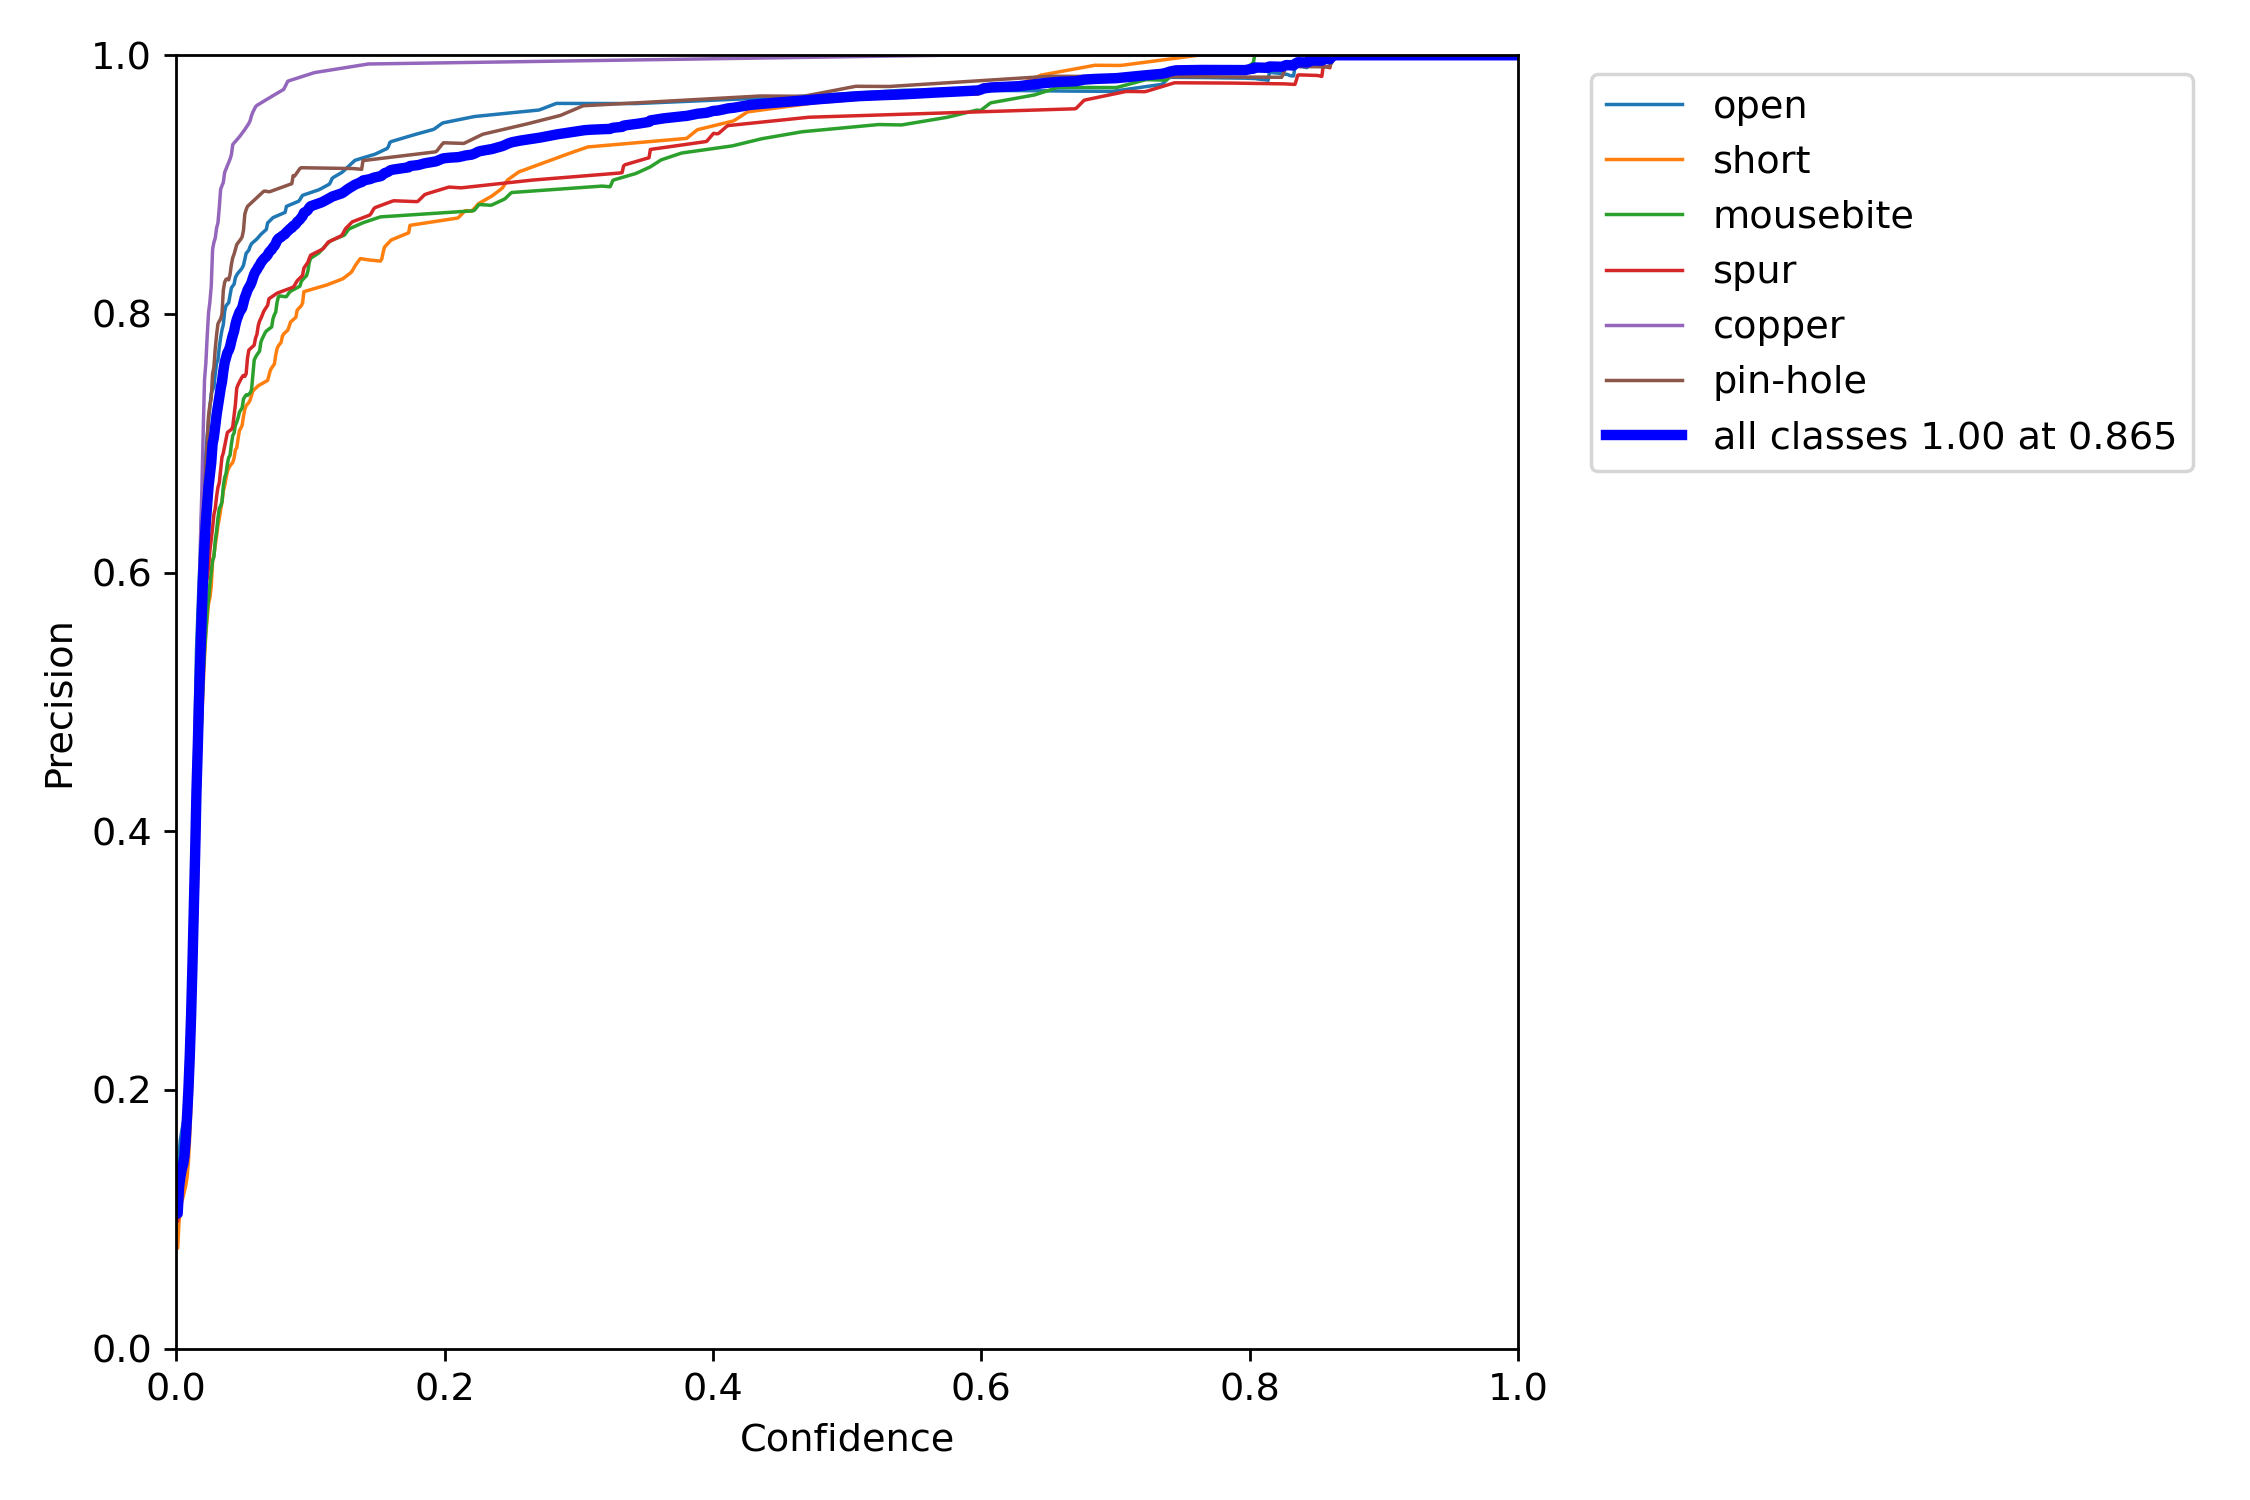 1.0
0.8
0.6
0.4
0.2
0.0
0.0 0.2 0.4 0.6 0.8 1.0
Precision
Confidence
open
short
mousebite
spur
copper
pin-hole
all classes 1.00 at 0.865